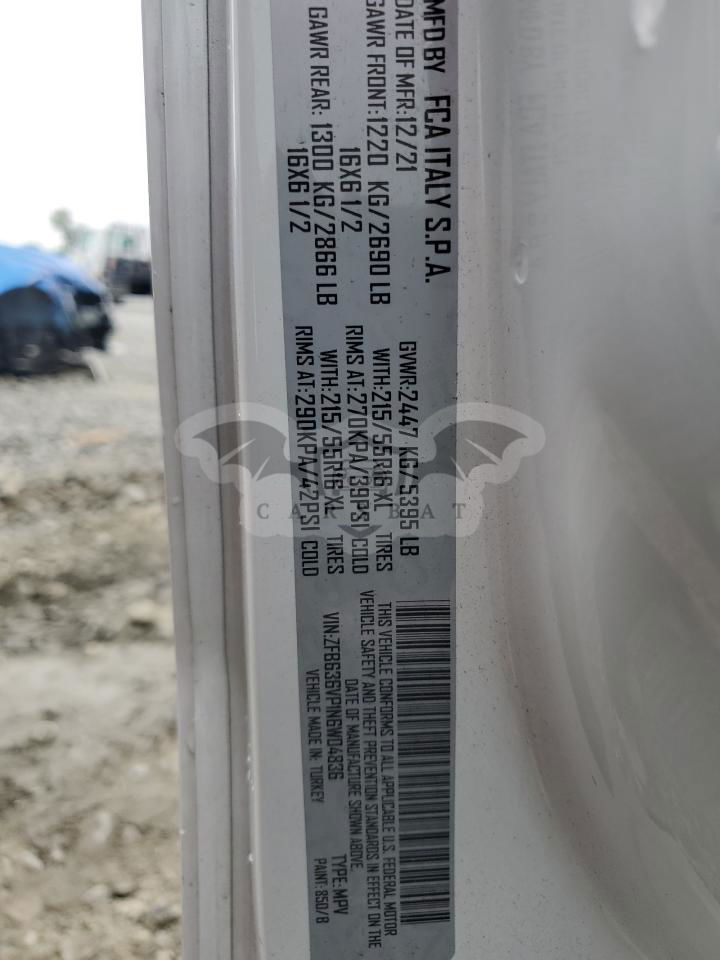 MFD BY FCA ITALY S.P.A.
DATE OF MFR:12/21 GVWR:2447 KG/5395 LB
GAWR FRONT:1220 KG/2690 LB WITH:215/55R16 XL TIRES
16X6 1/2 RIMS AT:270KPA/39PSI COLD
GAWR REAR: 1300 KG/2866 LB WITH:215/55R16 XL TIRES
16X6 1/2 RIMS AT:290KPA/42PSI COLD
THIS VEHICLE CONFORMS TO ALL APPLICABLE U.S. FEDERAL MOTOR
VEHICLE SAFETY AND THEFT PREVENTION STANDARDS IN EFFECT ON THE
DATE OF MANUFACTURE SHOWN ABOVE.
VIN:ZFB636VPIN6W04836 TYPE:MPV
VEHICLE MADE IN: TURKEY PAINT: 850/B
CAR BAT